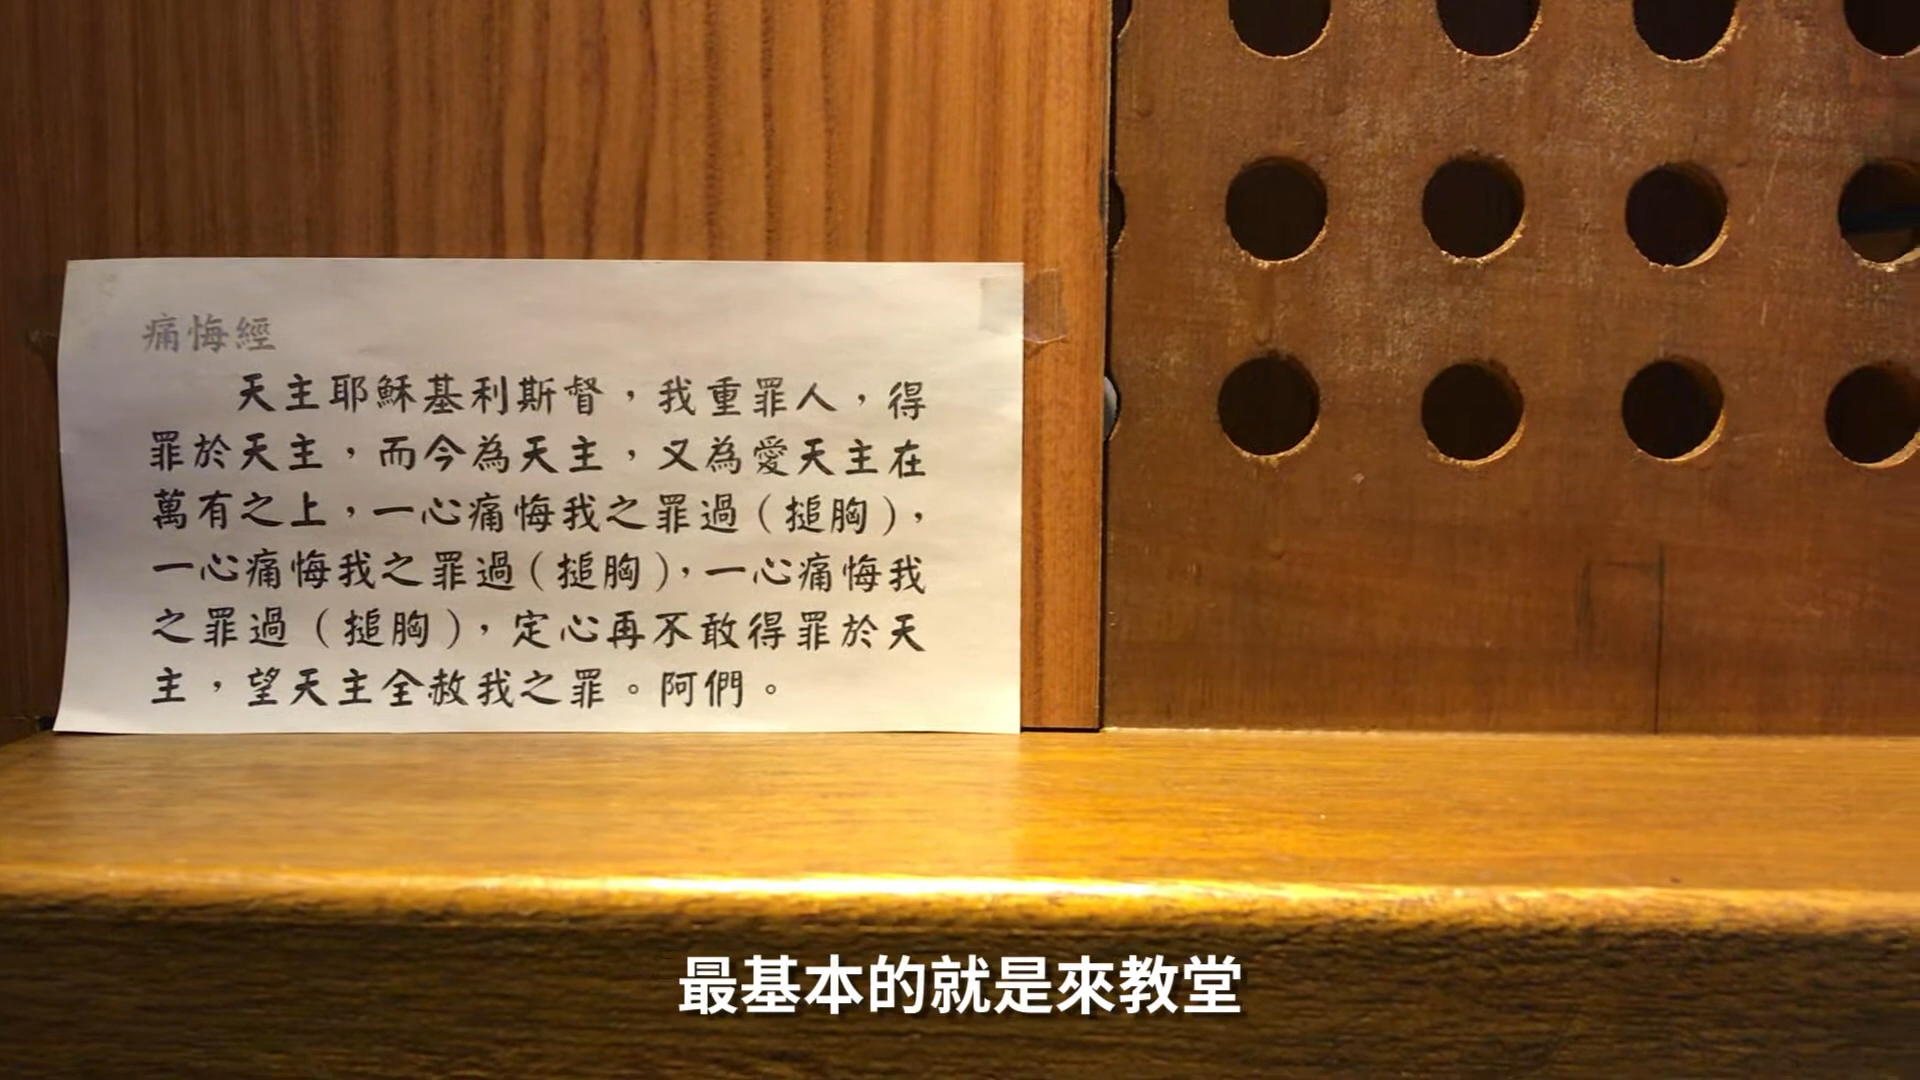 痛悔經
天主耶穌基利斯督，我重罪人，得
罪於天主，而今為天主，又為愛天主在
萬有之上，一心痛悔我之罪過（搥胸），
一心痛悔我之罪過（搥胸），一心痛悔我
之罪過（搥胸），定心再不敢得罪於天
主，望天主全赦我之罪。阿們。
最基本的就是來教堂